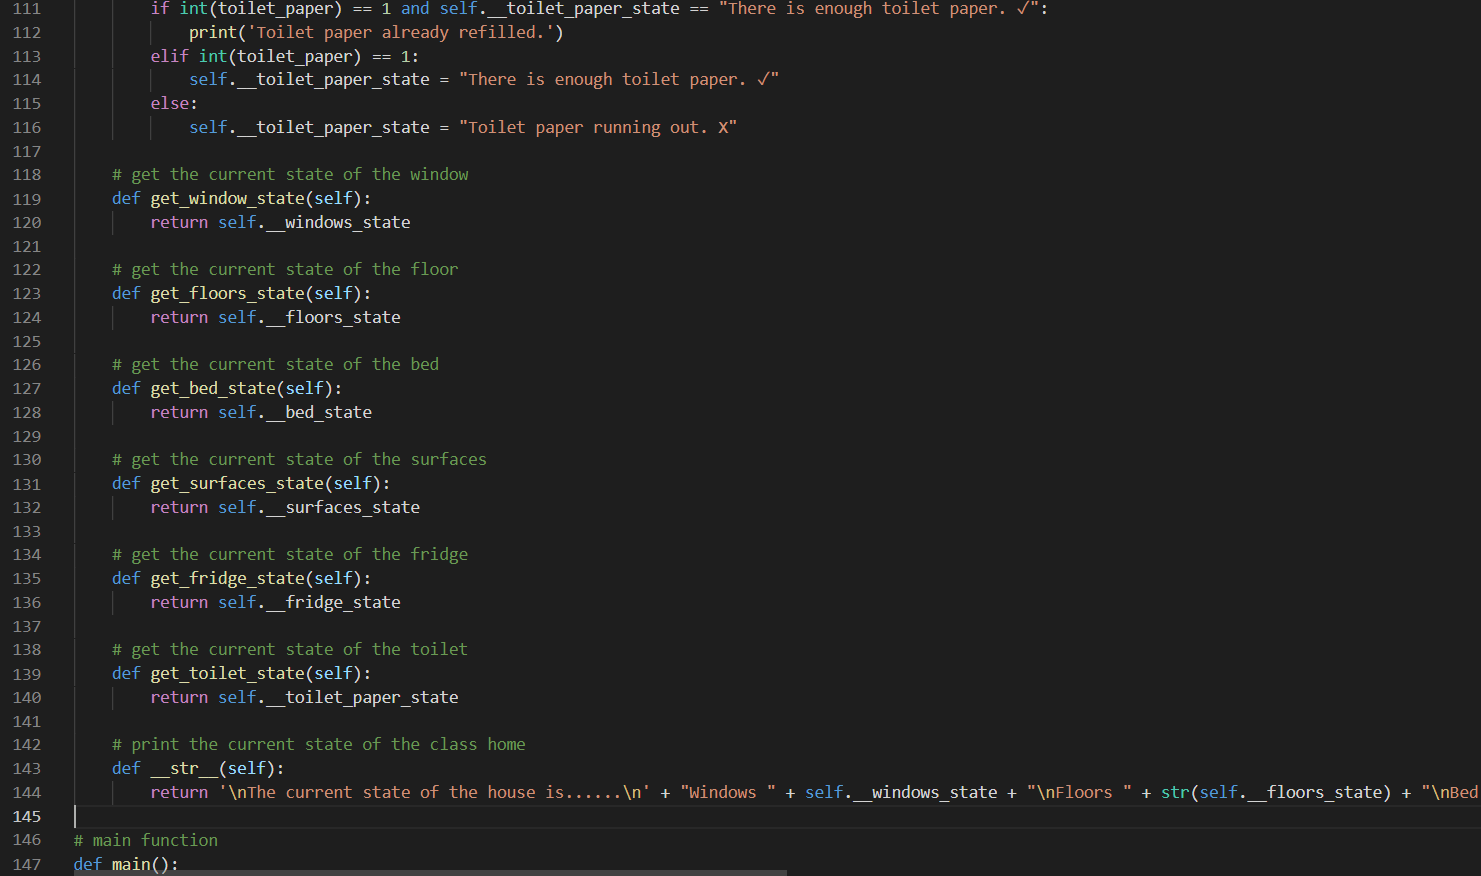 111 if int(toilet_paper) == 1 and self.__toilet_paper_state == "There is enough toilet paper. ✓":
112 print('Toilet paper already refilled.')
113 elif int(toilet_paper) == 1:
114 self.__toilet_paper_state = "There is enough toilet paper. ✓"
115 else:
116 self.__toilet_paper_state = "Toilet paper running out. X"
117
118 # get the current state of the window
119 def get_window_state(self):
120 return self.__windows_state
121
122 # get the current state of the floor
123 def get_floors_state(self):
124 return self.__floors_state
125
126 # get the current state of the bed
127 def get_bed_state(self):
128 return self.__bed_state
129
130 # get the current state of the surfaces
131 def get_surfaces_state(self):
132 return self.__surfaces_state
133
134 # get the current state of the fridge
135 def get_fridge_state(self):
136 return self.__fridge_state
137
138 # get the current state of the toilet
139 def get_toilet_state(self):
140 return self.__toilet_paper_state
141
142 # print the current state of the class home
143 def __str__(self):
144 return '\nThe current state of the house is......\n' + "Windows " + self.__windows_state + "\nFloors " + str(self.__floors_state) + "\nBed
145
146 # main function
147 def main():